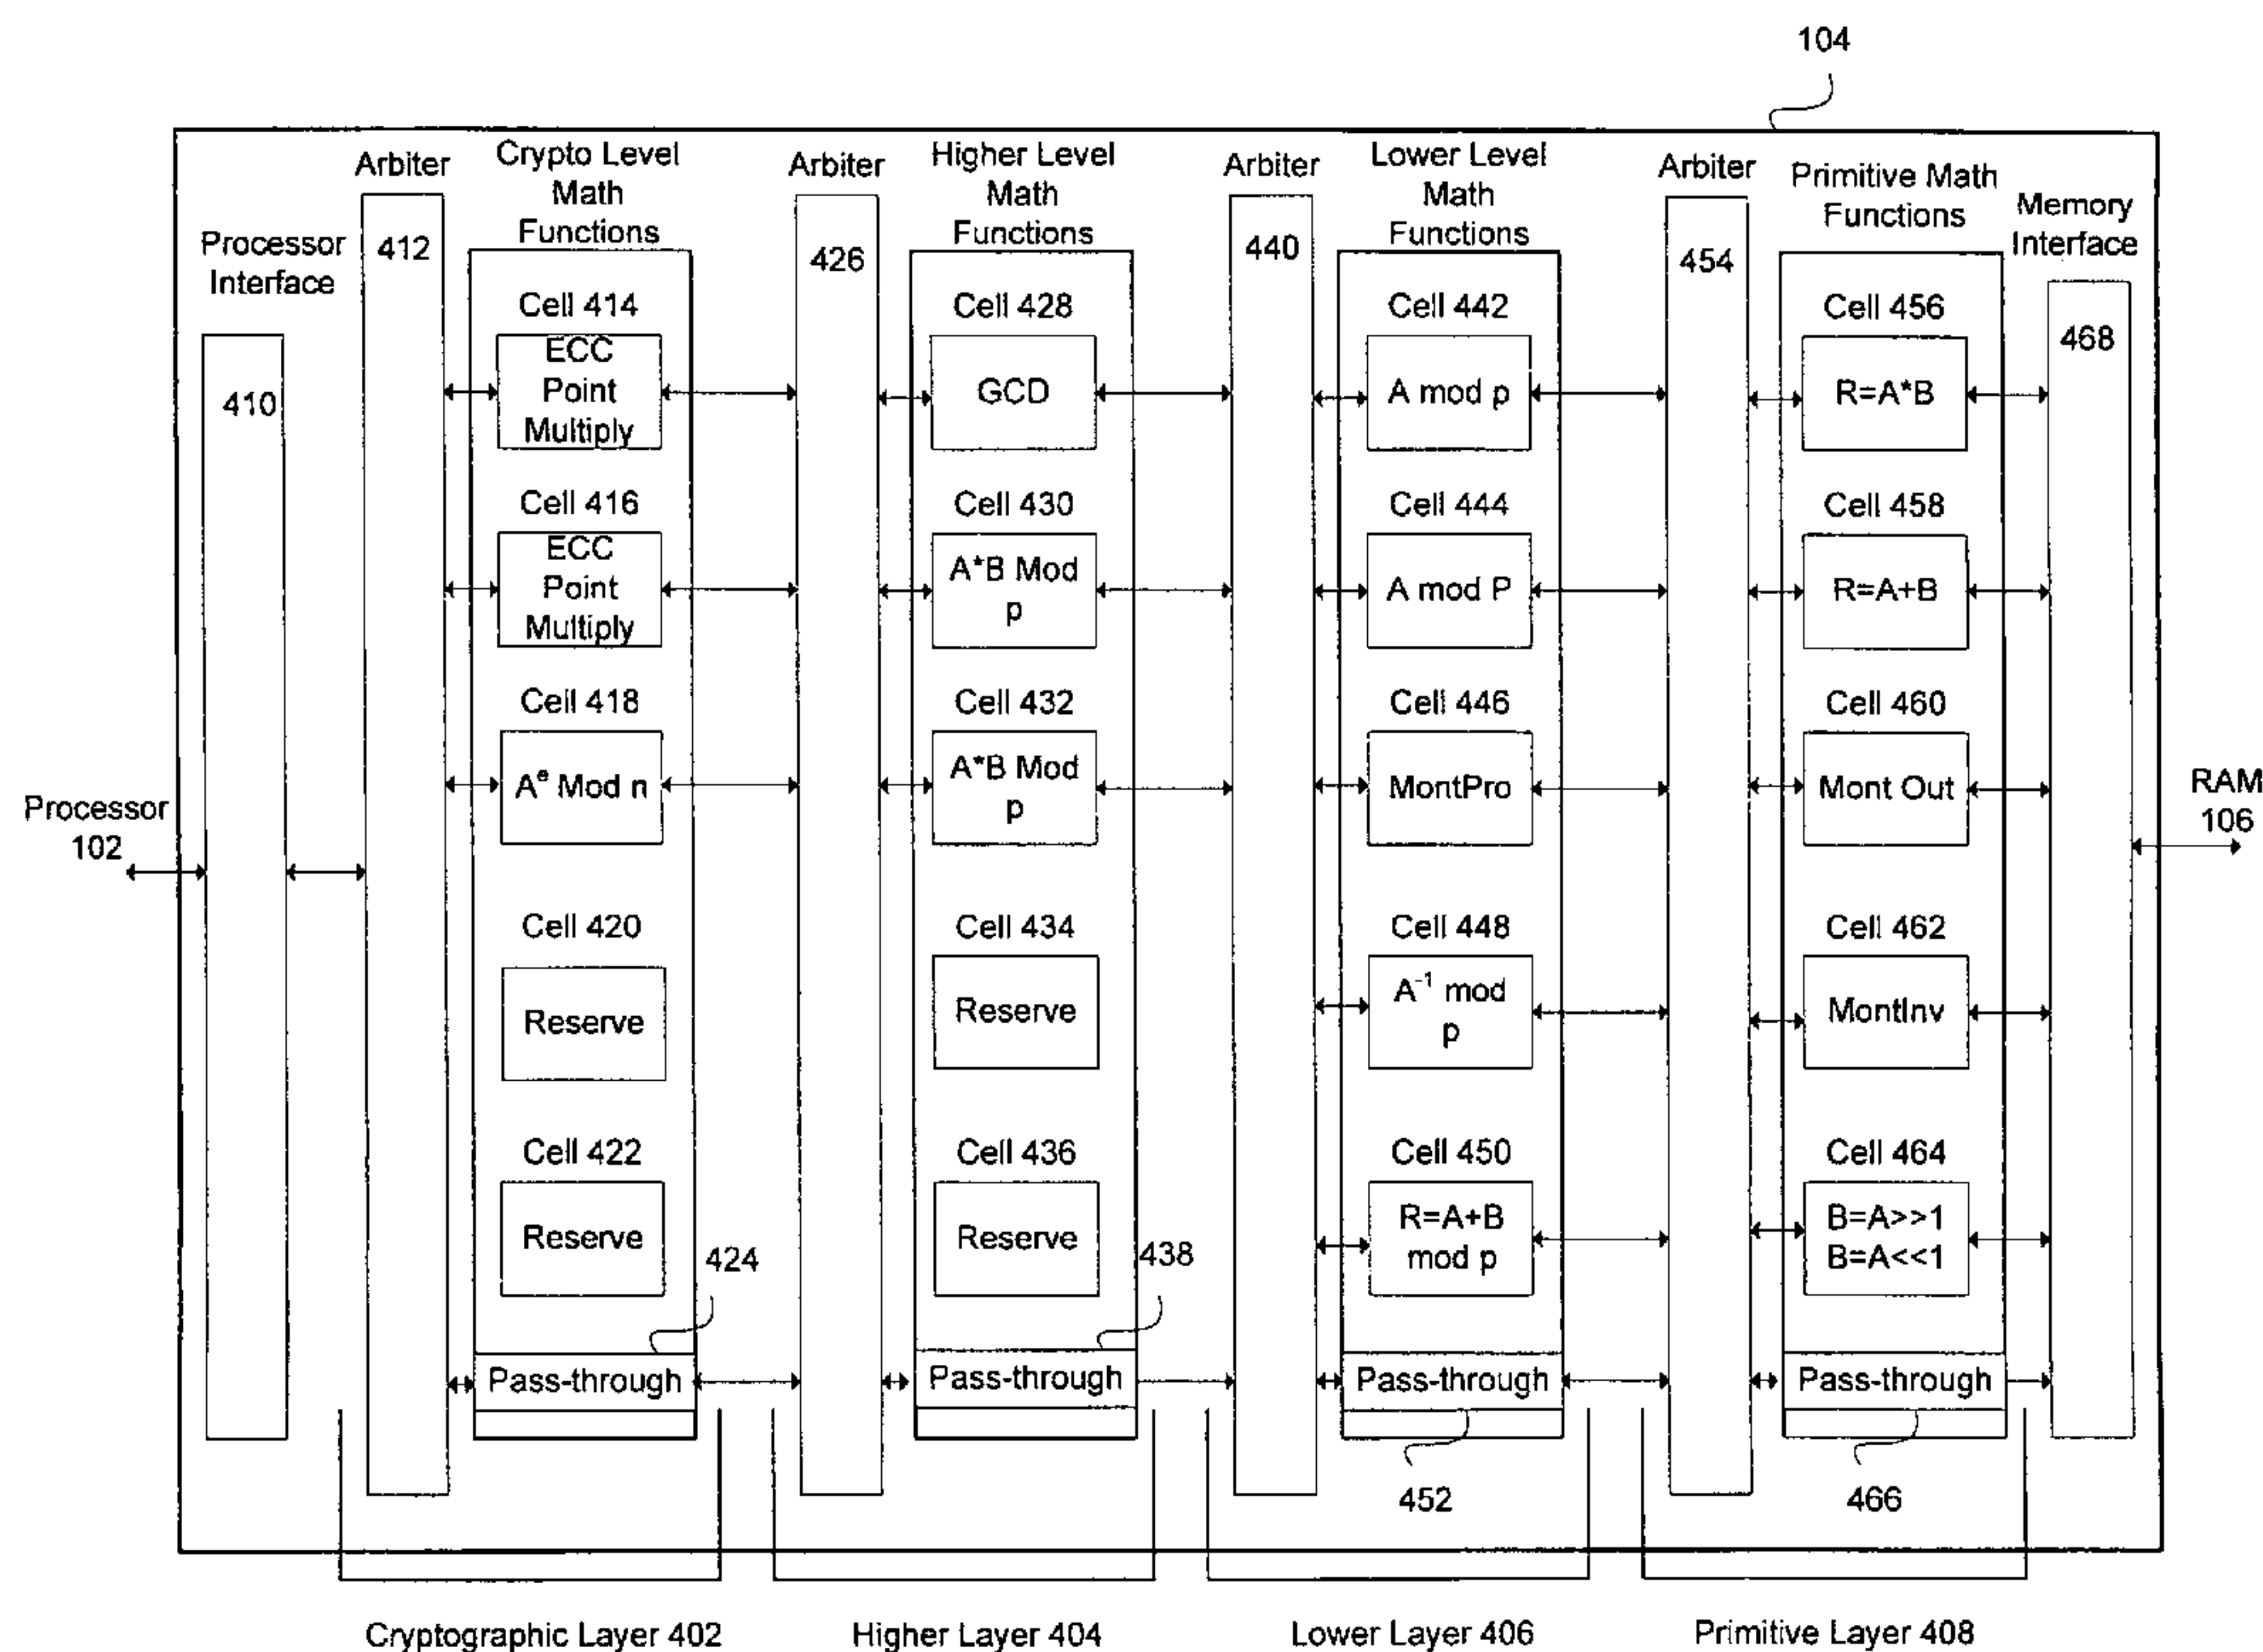 104
Arbiter
Crypto Level
Math
Functions
Arbiter
Higher Level
Math
Functions
Arbiter
Lower Level
Math
Functions
Arbiter
Primitive Math
Functions
Memory
Interface
Processor
Interface
410
412
426
440
454
468
Cell 414
ECC
Point
Multiply
Cell 416
ECC
Point
Multiply
Cell 418
A^e Mod n
Cell 420
Reserve
Cell 422
Reserve
424
Pass-through
Cell 428
GCD
Cell 430
A*B Mod
p
Cell 432
A*B Mod
p
Cell 434
Reserve
Cell 436
Reserve
438
Pass-through
Cell 442
A mod p
Cell 444
A mod P
Cell 446
MontPro
Cell 448
A^-1 mod
p
Cell 450
R=A+B
mod p
Pass-through
452
Cell 456
R=A*B
Cell 458
R=A+B
Cell 460
Mont Out
Cell 462
MontInv
Cell 464
B=A>>1
B=A<<1
Pass-through
466
Processor
102
RAM
106
Cryptographic Layer 402
Higher Layer 404
Lower Layer 406
Primitive Layer 408